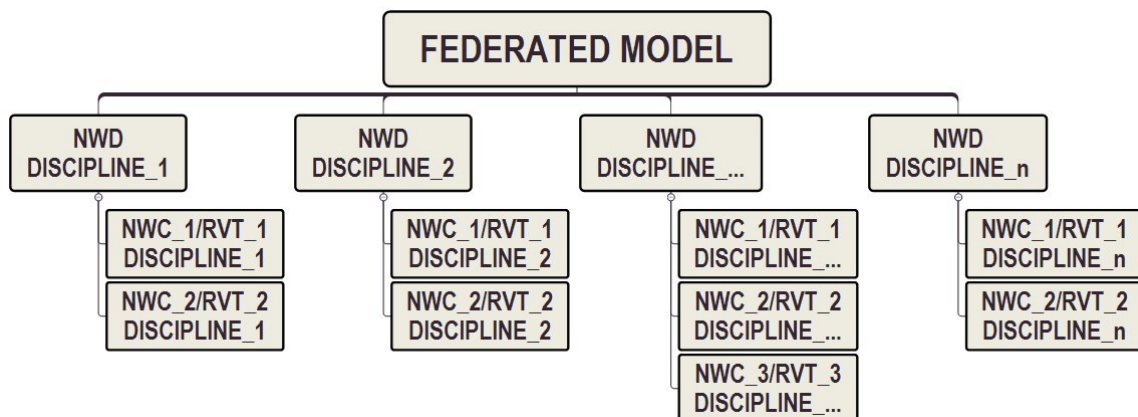 FEDERATED MODEL
NWD
DISCIPLINE_1
NWD
DISCIPLINE_2
NWD
DISCIPLINE_...
NWD
DISCIPLINE_n
NWC_1/RVT_1
DISCIPLINE_1
NWC_2/RVT_2
DISCIPLINE_1
NWC_1/RVT_1
DISCIPLINE_2
NWC_2/RVT_2
DISCIPLINE_2
NWC_1/RVT_1
DISCIPLINE_...
NWC_2/RVT_2
DISCIPLINE_...
NWC_3/RVT_3
DISCIPLINE_...
NWC_1/RVT_1
DISCIPLINE_n
NWC_2/RVT_2
DISCIPLINE_n